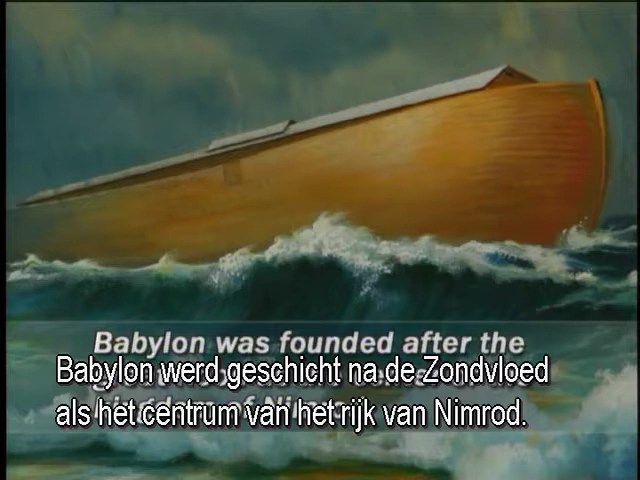 Babylon was founded after the
Babylon werd geschicht na de Zondvloed
als het centrum van het rijk van Nimrod.